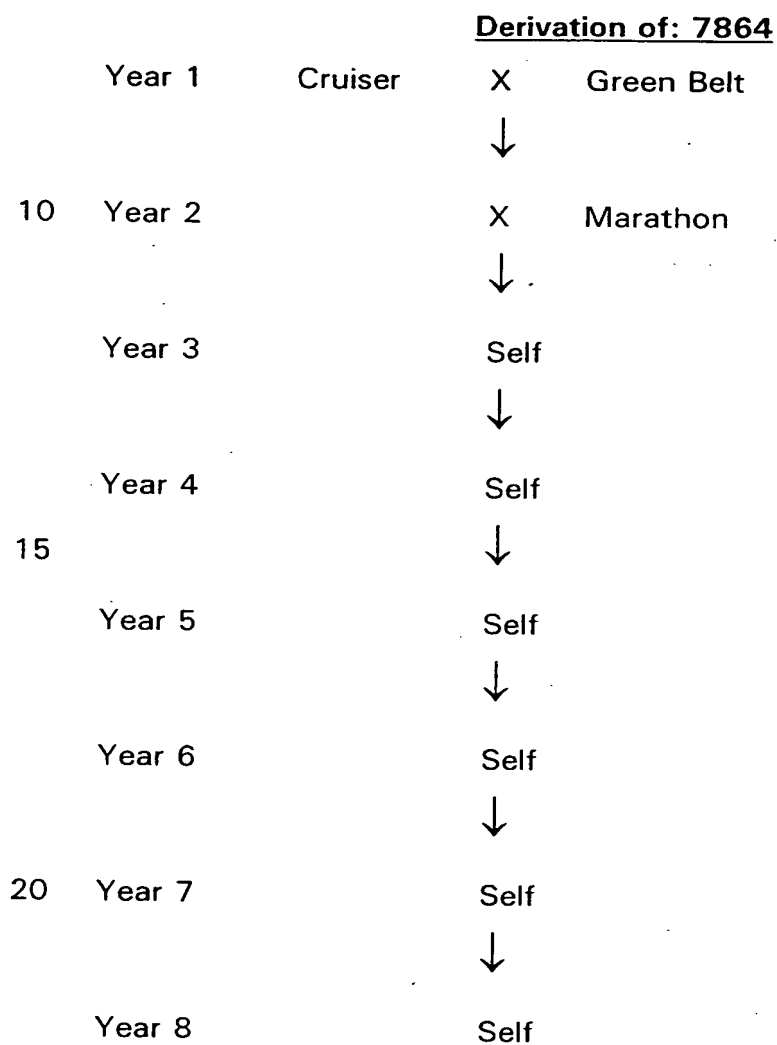 Derivation of: 7864
Year 1 Cruiser X Green Belt
↓
10 Year 2 X Marathon
↓
Year 3 Self
↓
Year 4 Self
15 ↓
Year 5 Self
↓
Year 6 Self
↓
20 Year 7 Self
↓
Year 8 Self